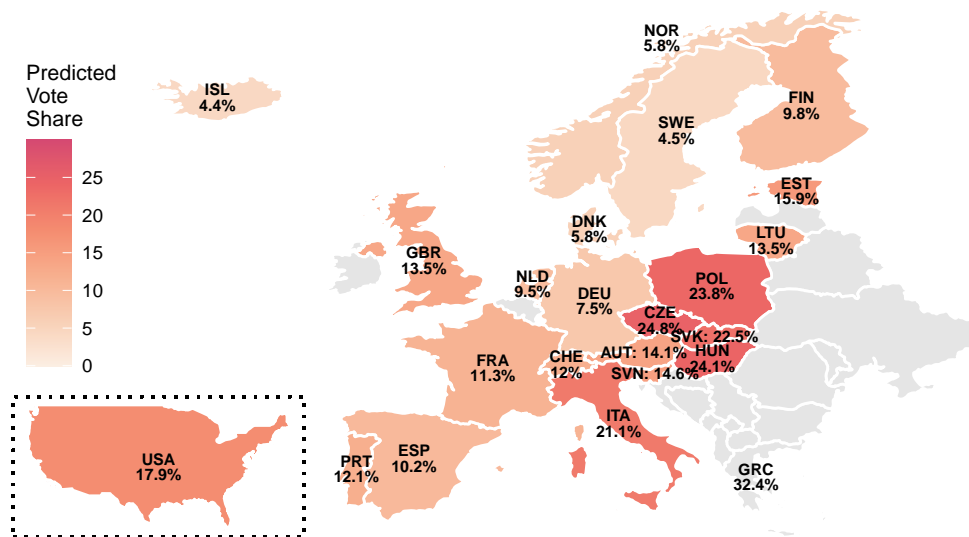 Predicted
Vote
Share
25
20
15
10
5
0
ISL
4.4%
NOR
5.8%
SWE
4.5%
FIN
9.8%
EST
15.9%
LTU
13.5%
DNK
5.8%
GBR
13.5%
NLD
9.5%
DEU
7.5%
POL
23.8%
CZE
24.8%
SVK: 22.5%
AUT: 14.1%
HUN
24.1%
SVN: 14.6%
CHE
12%
FRA
11.3%
ITA
21.1%
ESP
10.2%
PRT
12.1%
GRC
32.4%
USA
17.9%